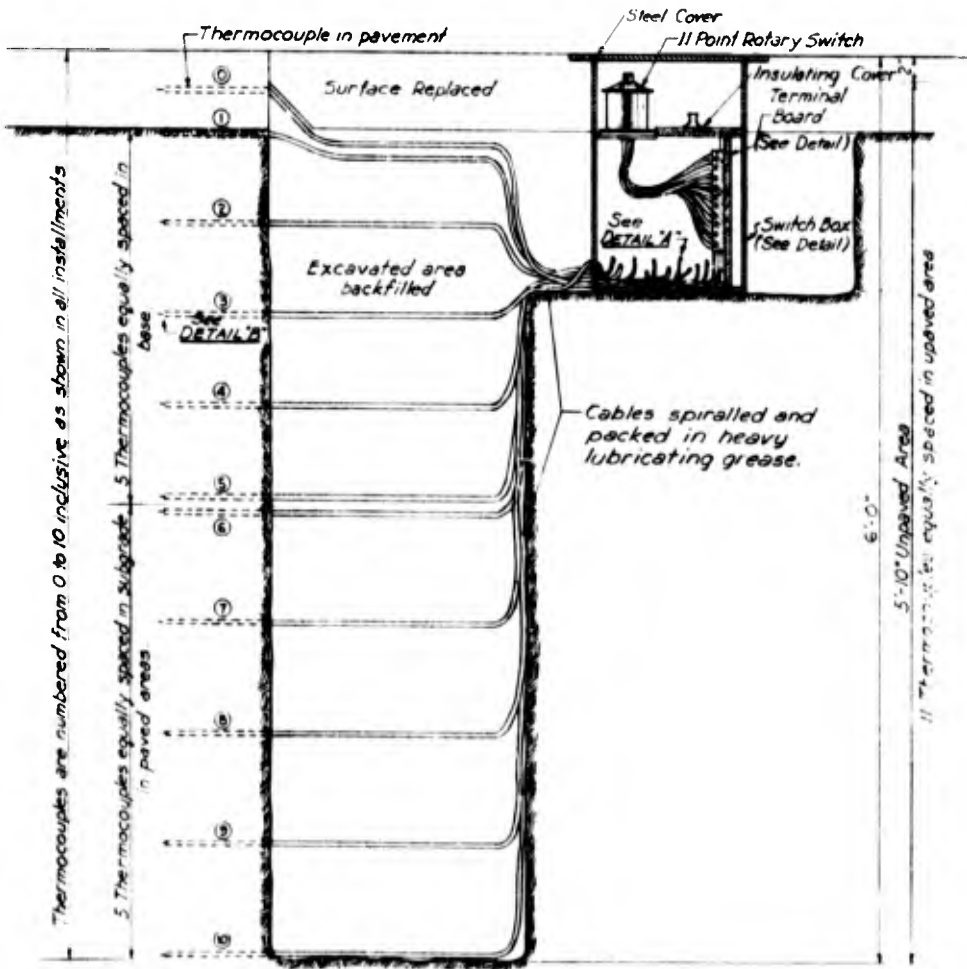 Steel Cover
Thermocouple in pavement
11 Point Rotary Switch
0
Surface Replaced
Insulating Cover
2"
Terminal
Board
1
(See Detail)
2
See
DETAIL "A"
Switch Box
(See Detail)
Excavated area
backfilled
3
See
DETAIL "B"
4
Cables spiralled and
packed in heavy
lubricating grease.
5
6
7
8
9
10
Thermocouples are numbered from 0 to 10 inclusive as shown in all installments
5 Thermocouples equally spaced in
base
5 Thermocouples equally spaced in subgrade
in paved areas
6'-0"
5'-10" Unpaved Area
11 Thermocouples equally spaced in upaved area